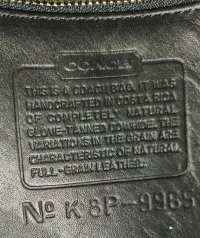 COACH
THIS IS A COACH BAG. IT WAS
HANDCRAFTED IN COSTA RICA
OF COMPLETELY NATURAL
GLOVE-TANNED COWHIDE. THE
VARIATIONS IN THE GRAIN ARE
CHARACTERISTIC OF NATURAL
FULL-GRAIN LEATHER.
No K8P-9965